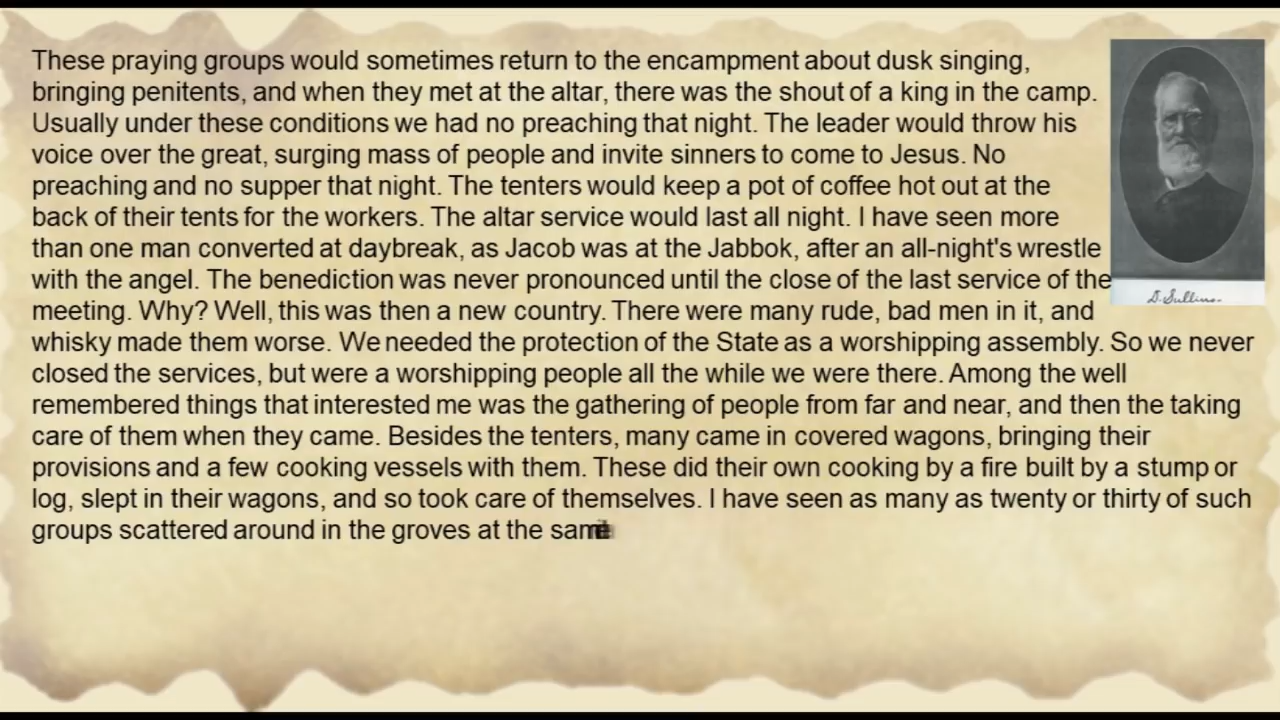 These praying groups would sometimes return to the encampment about dusk singing,
bringing penitents, and when they met at the altar, there was the shout of a king in the camp.
Usually under these conditions we had no preaching that night. The leader would throw his
voice over the great, surging mass of people and invite sinners to come to Jesus. No
preaching and no supper that night. The tenters would keep a pot of coffee hot out at the
back of their tents for the workers. The altar service would last all night. I have seen more
than one man converted at daybreak, as Jacob was at the Jabbok, after an all-night's wrestle
with the angel. The benediction was never pronounced until the close of the last service of the
meeting. Why? Well, this was then a new country. There were many rude, bad men in it, and
whisky made them worse. We needed the protection of the State as a worshipping assembly. So we never
closed the services, but were a worshipping people all the while we were there. Among the well
remembered things that interested me was the gathering of people from far and near, and then the taking
care of them when they came. Besides the tenters, many came in covered wagons, bringing their
provisions and a few cooking vessels with them. These did their own cooking by a fire built by a stump or
log, slept in their wagons, and so took care of themselves. I have seen as many as twenty or thirty of such
groups scattered around in the groves at the
D. Sullins.